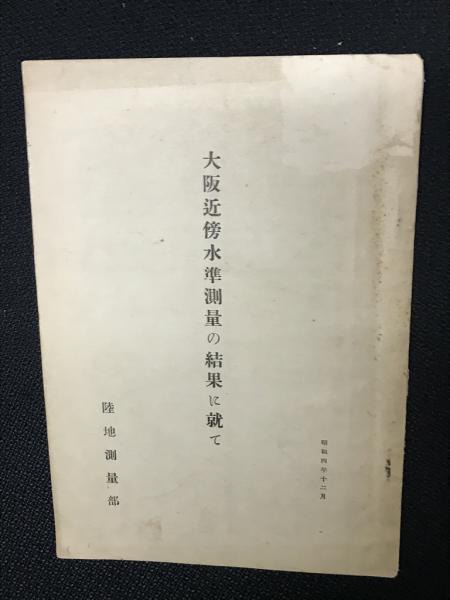 昭和四年十二月
大阪近傍水準測量の結果に就て
陸地測量部